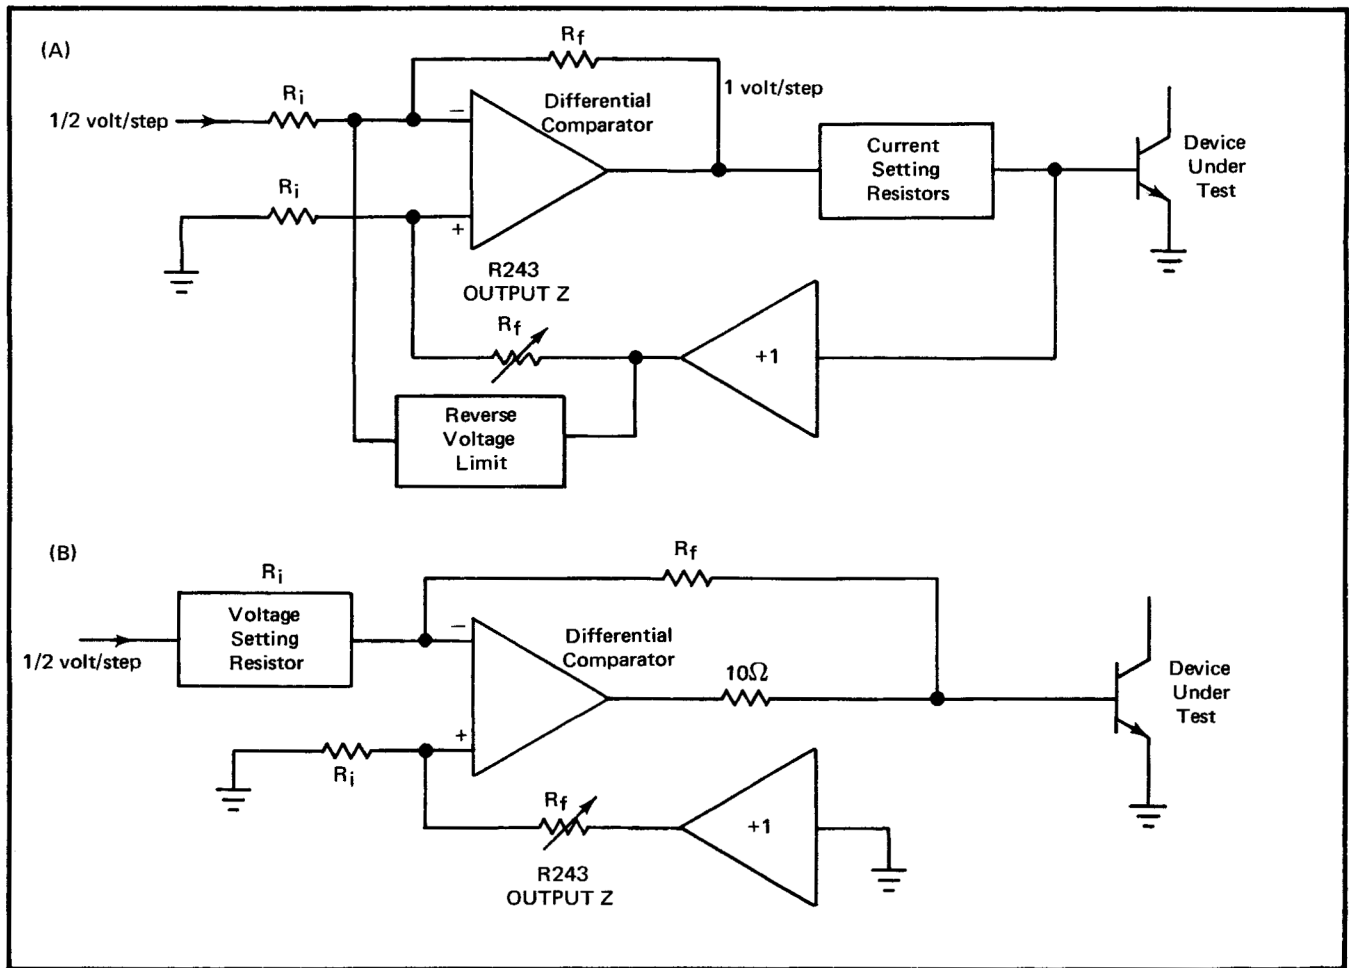 (A)
Rf
Ri
1 volt/step
1/2 volt/step
Differential
Comparator
−
Current
Setting
Resistors
Device
Under
Test
Ri
+
R243
OUTPUT Z
Rf
+1
Reverse
Voltage
Limit
(B)
Rf
Ri
Voltage
Setting
Resistor
1/2 volt/step
−
Differential
Comparator
10Ω
Device
Under
Test
+
Ri
Rf
+1
R243
OUTPUT Z